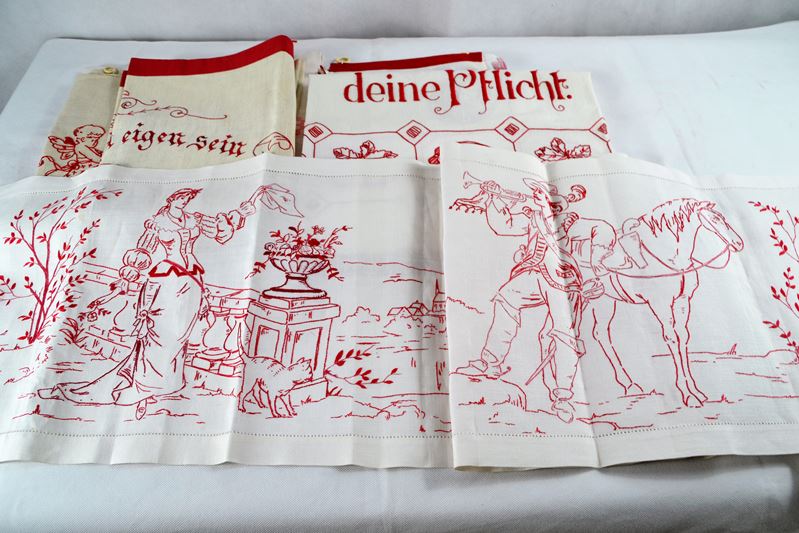 deine Pflicht.
eigen sein